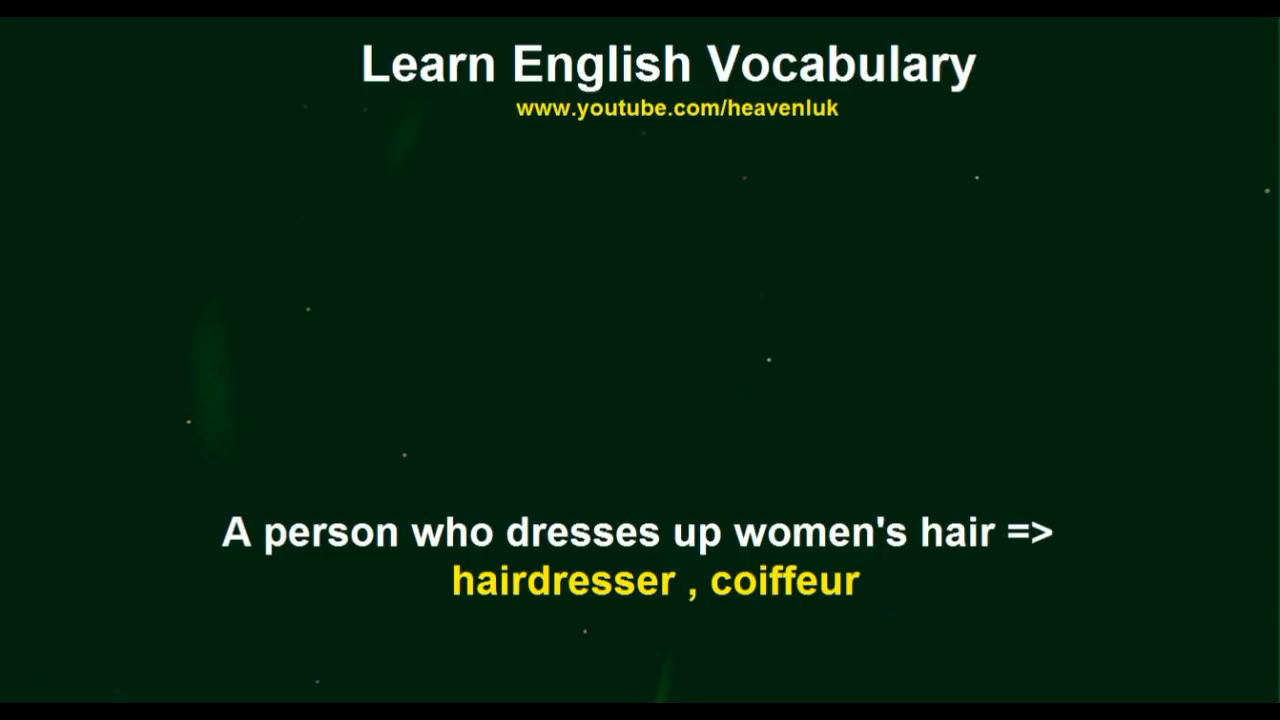 Learn English Vocabulary
www.youtube.com/heavenluk
A person who dresses up women's hair =>
hairdresser , coiffeur